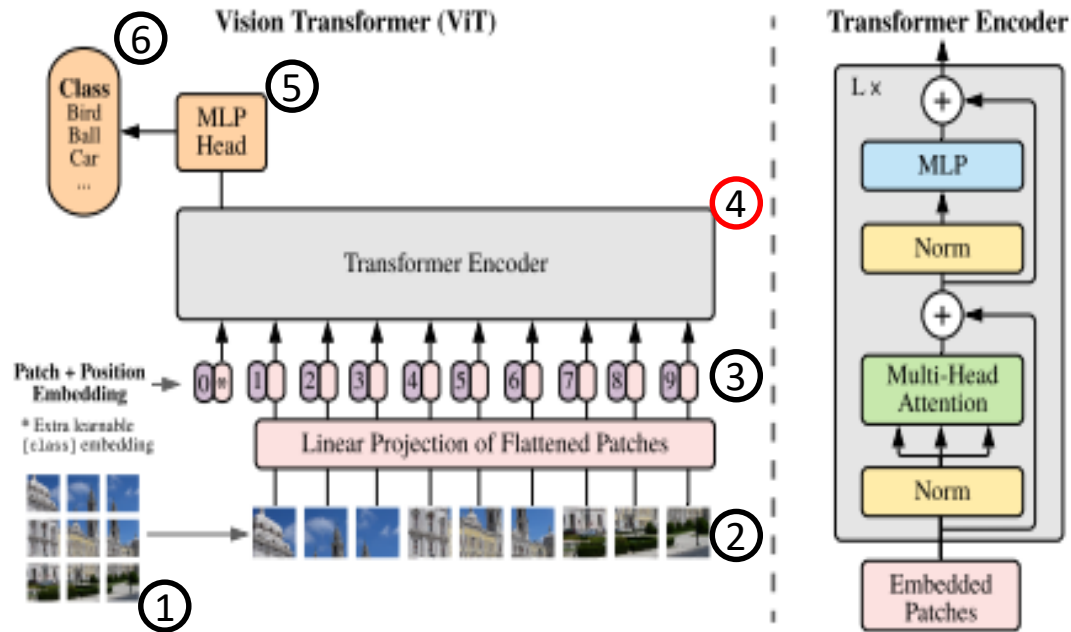 Vision Transformer (ViT)
6
Class
Bird
Ball
Car
...
5
MLP
Head
4
Transformer Encoder
Patch + Position
Embedding
0 * 1 2 3 4 5 6 7 8 9
3
* Extra learnable
[class] embedding
Linear Projection of Flattened Patches
2
1
Transformer Encoder
L ×
+
MLP
Norm
+
Multi-Head
Attention
Norm
Embedded
Patches